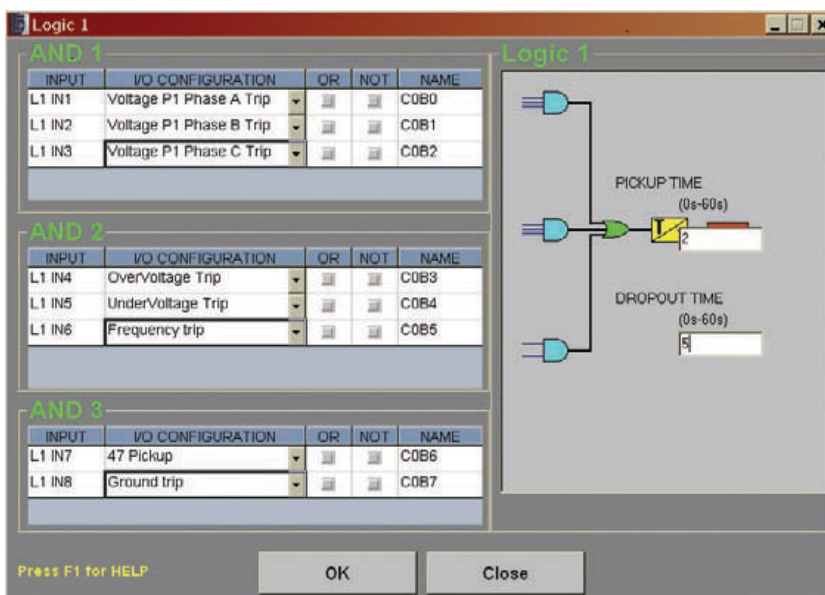 Logic 1
AND 1
INPUT I/O CONFIGURATION OR NOT NAME
L1 IN1 Voltage P1 Phase A Trip C0B0
L1 IN2 Voltage P1 Phase B Trip C0B1
L1 IN3 Voltage P1 Phase C Trip C0B2
AND 2
INPUT I/O CONFIGURATION OR NOT NAME
L1 IN4 OverVoltage Trip C0B3
L1 IN5 UnderVoltage Trip C0B4
L1 IN6 Frequency trip C0B5
AND 3
INPUT I/O CONFIGURATION OR NOT NAME
L1 IN7 47 Pickup C0B6
L1 IN8 Ground trip C0B7
Logic 1
PICKUP TIME
(0s-60s)
T
2
DROPOUT TIME
(0s-60s)
5
Press F1 for HELP
OK
Close